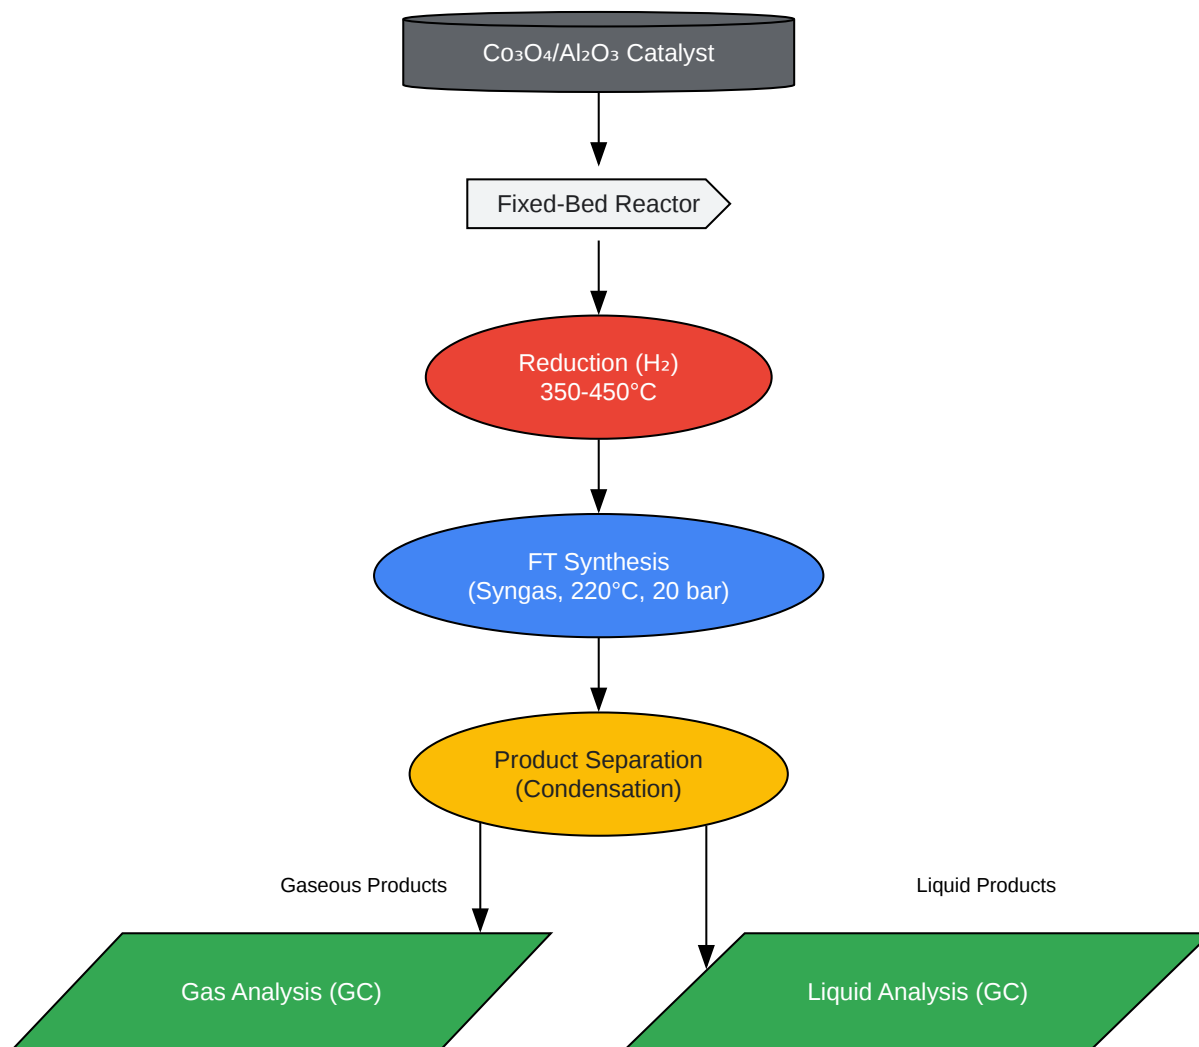 Co₃O₄/Al₂O₃ Catalyst
Fixed-Bed Reactor
Reduction (H₂)
350-450°C
FT Synthesis
(Syngas, 220°C, 20 bar)
Product Separation
(Condensation)
Gaseous Products
Liquid Products
Gas Analysis (GC)
Liquid Analysis (GC)